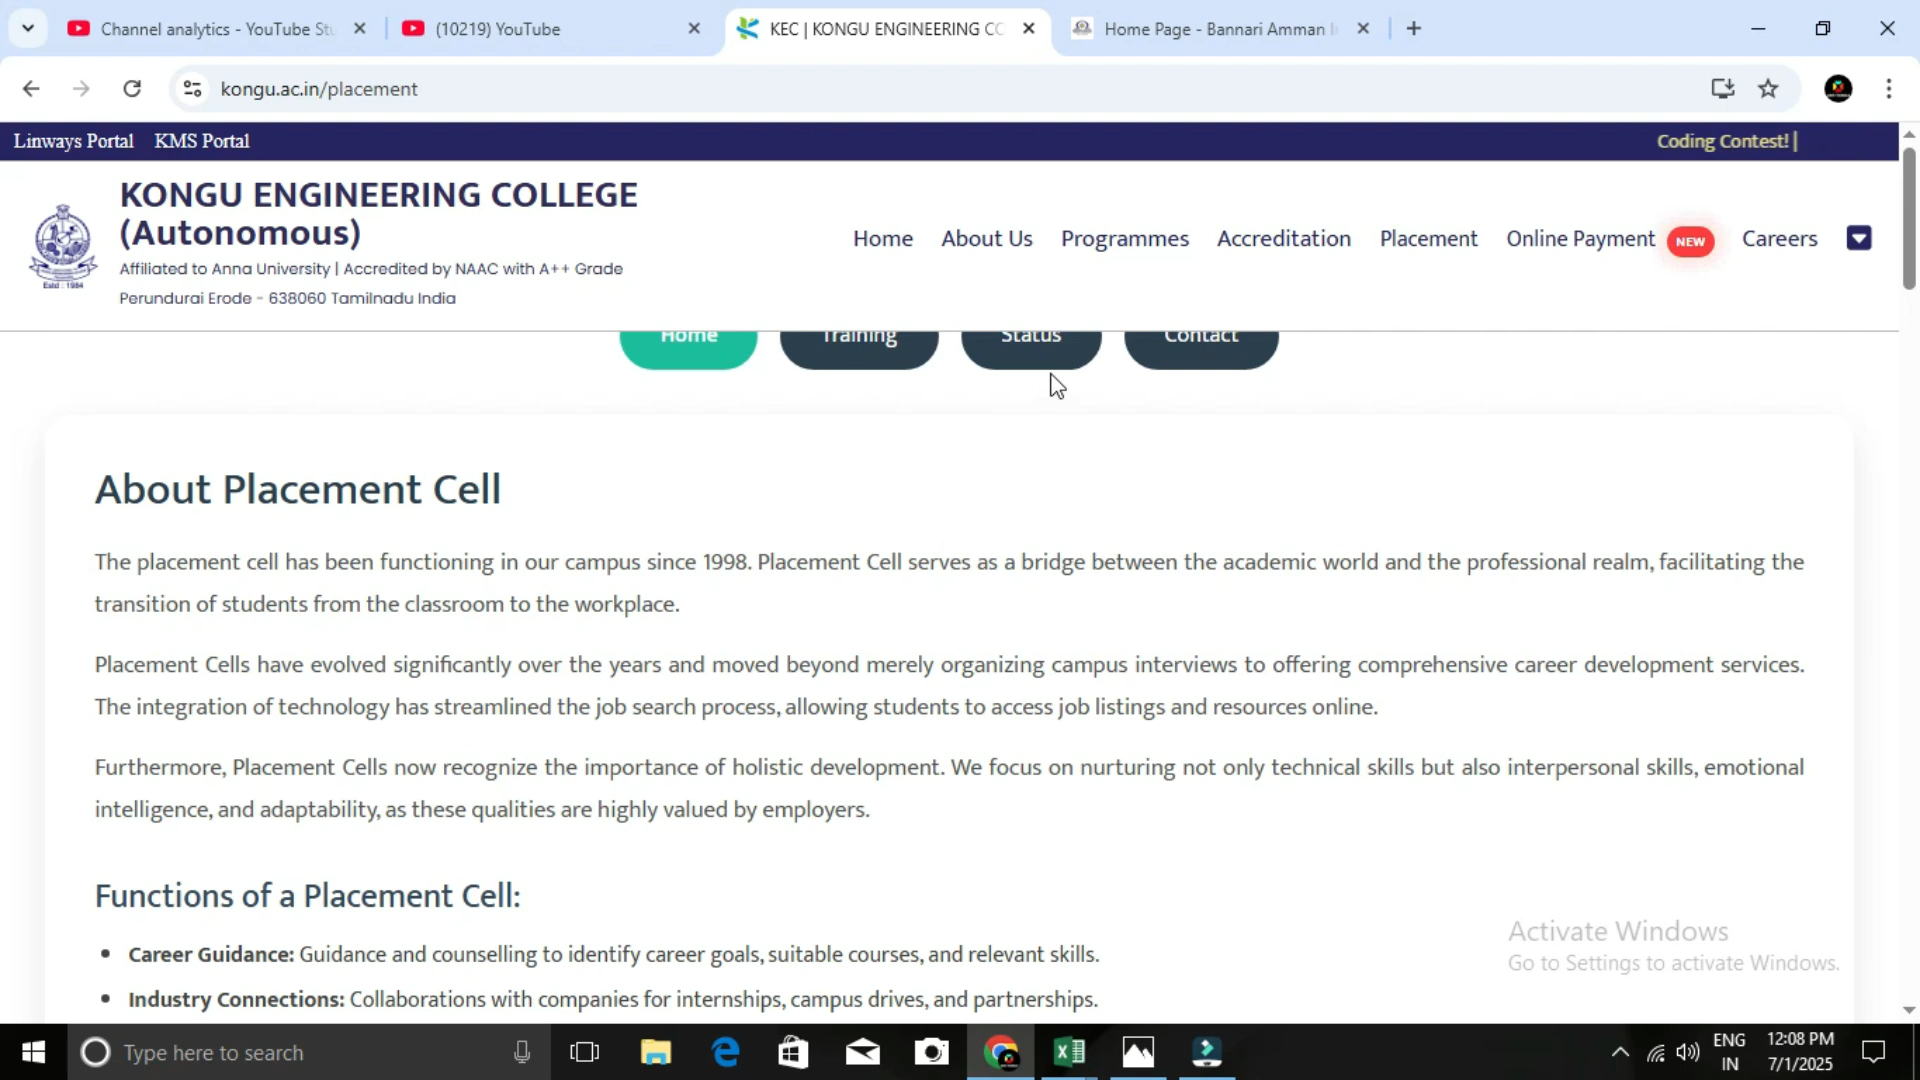 Channel analytics - YouTube Stu
(10219) YouTube
KEC | KONGU ENGINEERING CO
Home Page - Bannari Amman I
kongu.ac.in/placement
Linways Portal KMS Portal
Coding Contest! |
KONGU ENGINEERING COLLEGE
(Autonomous)
Affiliated to Anna University | Accredited by NAAC with A++ Grade
Perundurai Erode - 638060 Tamilnadu India
Estd : 1984
Home About Us Programmes Accreditation Placement Online Payment NEW Careers
Home Training Status Contact
About Placement Cell
The placement cell has been functioning in our campus since 1998. Placement Cell serves as a bridge between the academic world and the professional realm, facilitating the
transition of students from the classroom to the workplace.
Placement Cells have evolved significantly over the years and moved beyond merely organizing campus interviews to offering comprehensive career development services.
The integration of technology has streamlined the job search process, allowing students to access job listings and resources online.
Furthermore, Placement Cells now recognize the importance of holistic development. We focus on nurturing not only technical skills but also interpersonal skills, emotional
intelligence, and adaptability, as these qualities are highly valued by employers.
Functions of a Placement Cell:
• Career Guidance: Guidance and counselling to identify career goals, suitable courses, and relevant skills.
• Industry Connections: Collaborations with companies for internships, campus drives, and partnerships.
Activate Windows
Go to Settings to activate Windows.
Type here to search
ENG
IN
12:08 PM
7/1/2025